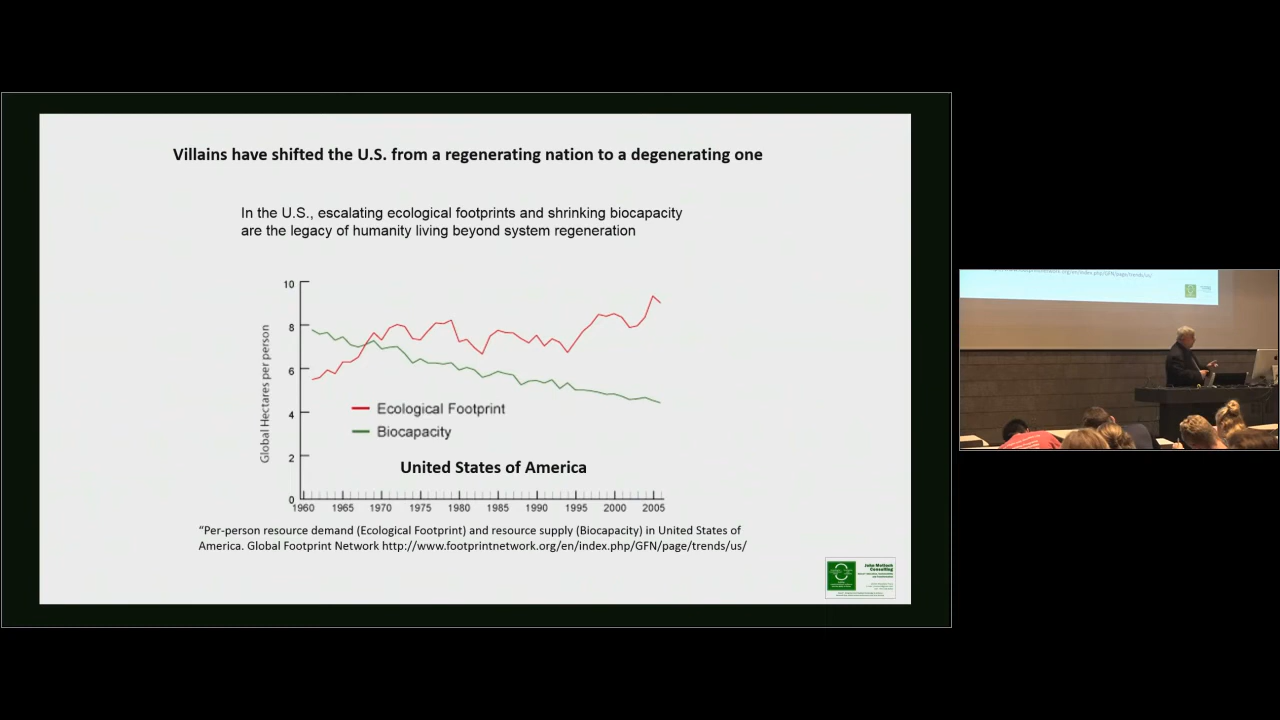 Villains have shifted the U.S. from a regenerating nation to a degenerating one
In the U.S., escalating ecological footprints and shrinking biocapacity
are the legacy of humanity living beyond system regeneration
Global Hectares per person
10
8
6
4
2
0
Ecological Footprint
Biocapacity
United States of America
1960 1965 1970 1975 1980 1985 1990 1995 2000 2005
“Per-person resource demand (Ecological Footprint) and resource supply (Biocapacity) in United States of
America. Global Footprint Network http://www.footprintnetwork.org/en/index.php/GFN/page/trends/us/
John Matlock
Consulting